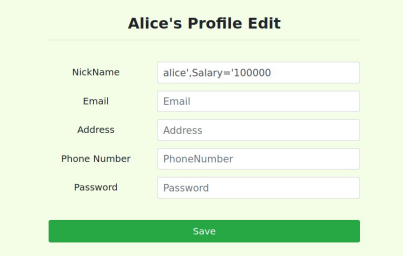 Alice's Profile Edit
NickName alice',Salary='100000
Email Email
Address Address
Phone Number PhoneNumber
Password Password
Save